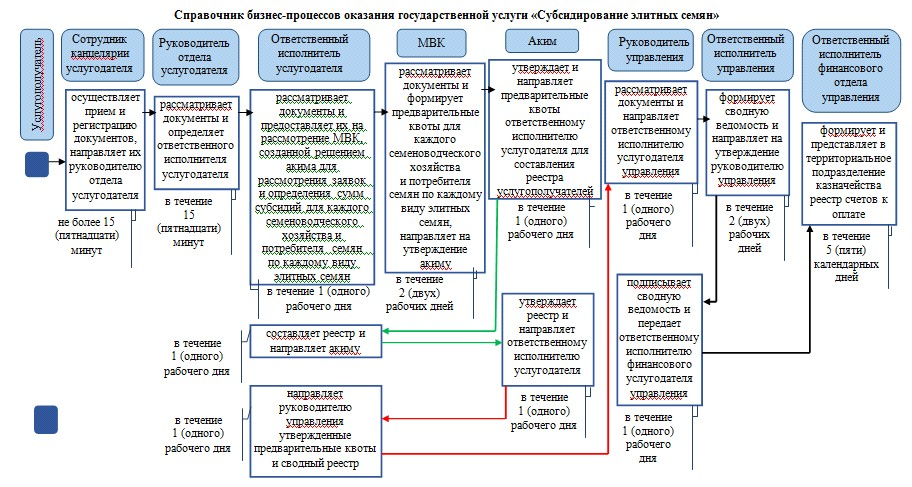 Справочник бизнес-процессов оказания государственной услуги «Субсидирование элитных семян»
Услугополучатель
Сотрудник
канцелярии
услугодателя
Руководитель
отдела
услугодателя
Ответственный
исполнитель
услугодателя
МВК
Аким
Руководитель
управления
Ответственный
исполнитель
управления
Ответственный
исполнитель
финансового
отдела
управления
осуществляет
прием и
регистрацию
документов,
направляет их
руководителю
отдела
услугодателя
не более 15
(пятнадцати)
минут
рассматривает
документы и
определяет
ответственного
исполнителя
услугодателя
в течение
15
(пятнадцати)
минут
рассматривает
документы и
предоставляет их на
рассмотрение МВК,
созданной решением
акима для
рассмотрения заявок
и определения сумм
субсидий для каждого
семеноводческого
хозяйства и
потребителя семян
по каждому виду
элитных семян
в течение 1 (одного)
рабочего дня
рассматривает
документы и
формирует
предварительные
квоты для
каждого
семеноводческого
хозяйства
и потребителя
семян по каждому
виду элитных
семян,
направляет на
утверждение
акиму
в течение
2 (двух)
рабочих дней
утверждает и
направляет
предварительные
квоты
ответственному
исполнителю
услугодателя для
составления
реестра
услугополучателей
в течение
1 (одного)
рабочего дня
рассматривает
документы и
направляет
ответственному
исполнителю
услугодателя
управления
в течение
1 (одного)
рабочего
дня
формирует
сводную
ведомость и
направляет на
утверждение
руководителю
управления
в течение
2 (двух)
рабочих
дней
формирует и
представляет в
территориальное
подразделение
казначейства
реестр счетов к
оплате
в течение
5 (пяти)
календарных
дней
составляет реестр и
направляет акиму
в течение
1 (одного)
рабочего дня
утверждает
реестр и
направляет
ответственному
исполнителю
услугодателю
в течение
1 (одного)
рабочего дня
подписывает
сводную
ведомость и
передает
ответственному
исполнителю
финансового
услугодателя
управления
в течение
1 (одного)
рабочего
дня
направляет
руководителю
управления
утвержденные
предварительные квоты
и сводный реестр
в течение
1 (одного)
рабочего дня